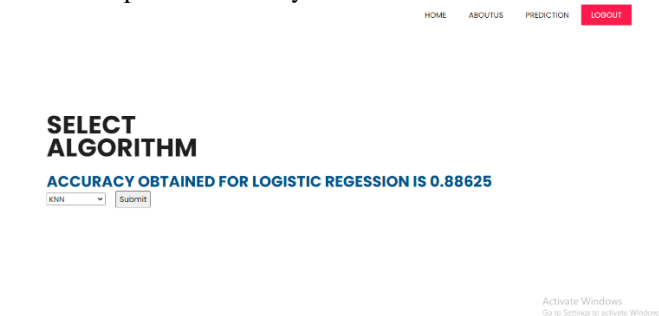 HOME ABOUTUS PREDICTION LOGOUT
SELECT
ALGORITHM
ACCURACY OBTAINED FOR LOGISTIC REGESSION IS 0.88625
KNN Submit
Activate Windows
Go to Settings to activate Window